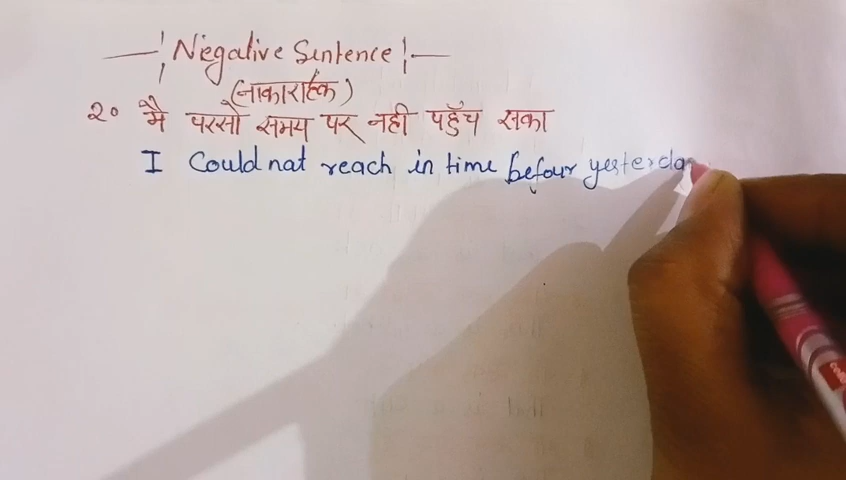 Negative Sentence
(नाकारात्मक)
२० मै परसों समय पर नही पहुँच सका
I Could nat reach in time befour yesterda